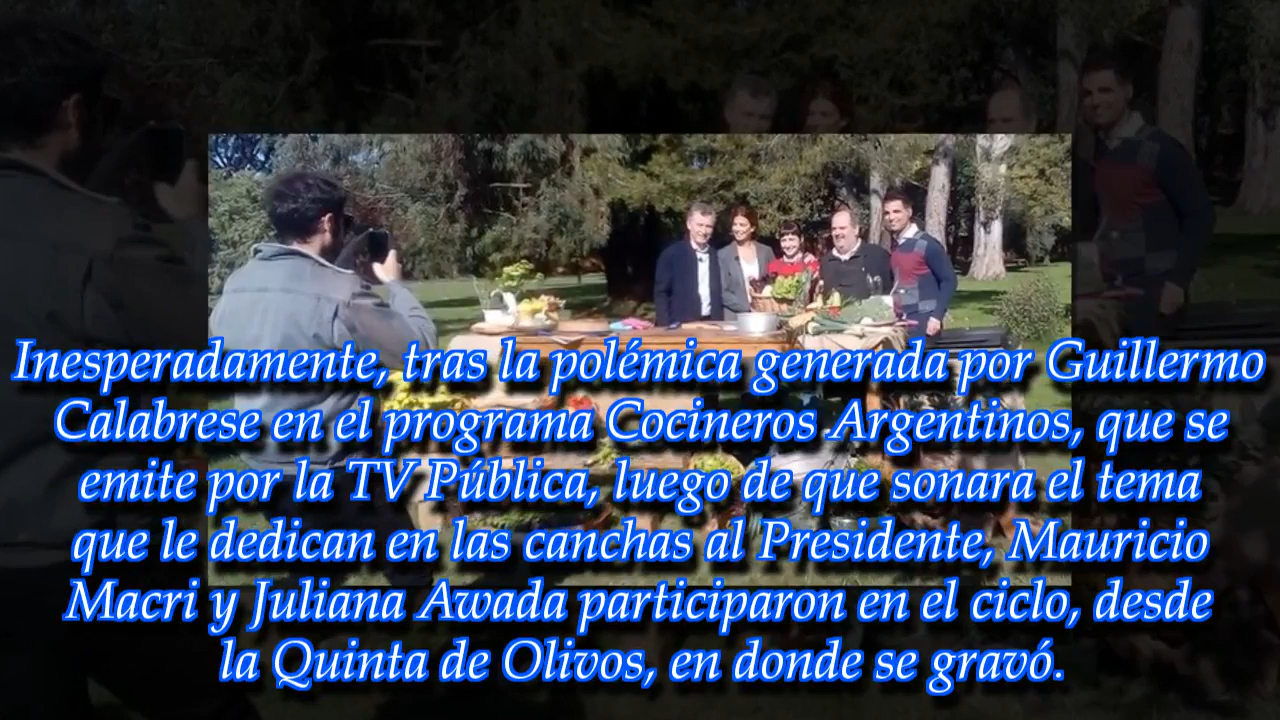 Inesperadamente, tras la polémica generada por Guillermo
Calabrese en el programa Cocineros Argentinos, que se
emite por la TV Pública, luego de que sonara el tema
que le dedican en las canchas al Presidente, Mauricio
Macri y Juliana Awada participaron en el ciclo, desde
la Quinta de Olivos, en donde se gravó.